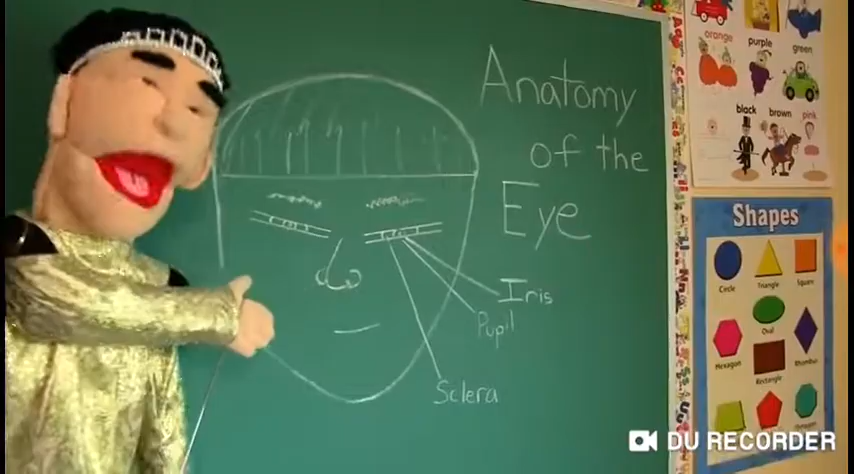 Anatomy
of the
Eye
Iris
Pupil
Sclera
orange
purple
green
black
brown
pink
Shapes
Circle
Triangle
Square
Oval
Hexagon
Rectangle
Rhombus
DU RECORDER